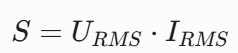 S = U_{RMS} · I_{RMS}